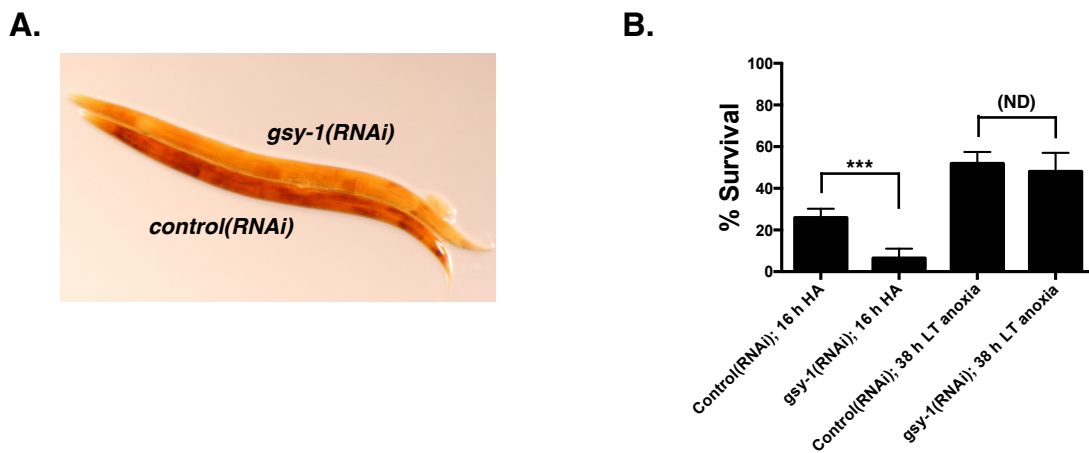 A.
gsy-1(RNAi)
control(RNAi)
B.
% Survival
100
80
60
40
20
0
***
(ND)
Control(RNAi); 16 h HA
gsy-1(RNAi); 16 h HA
Control(RNAi); 38 h LT anoxia
gsy-1(RNAi); 38 h LT anoxia